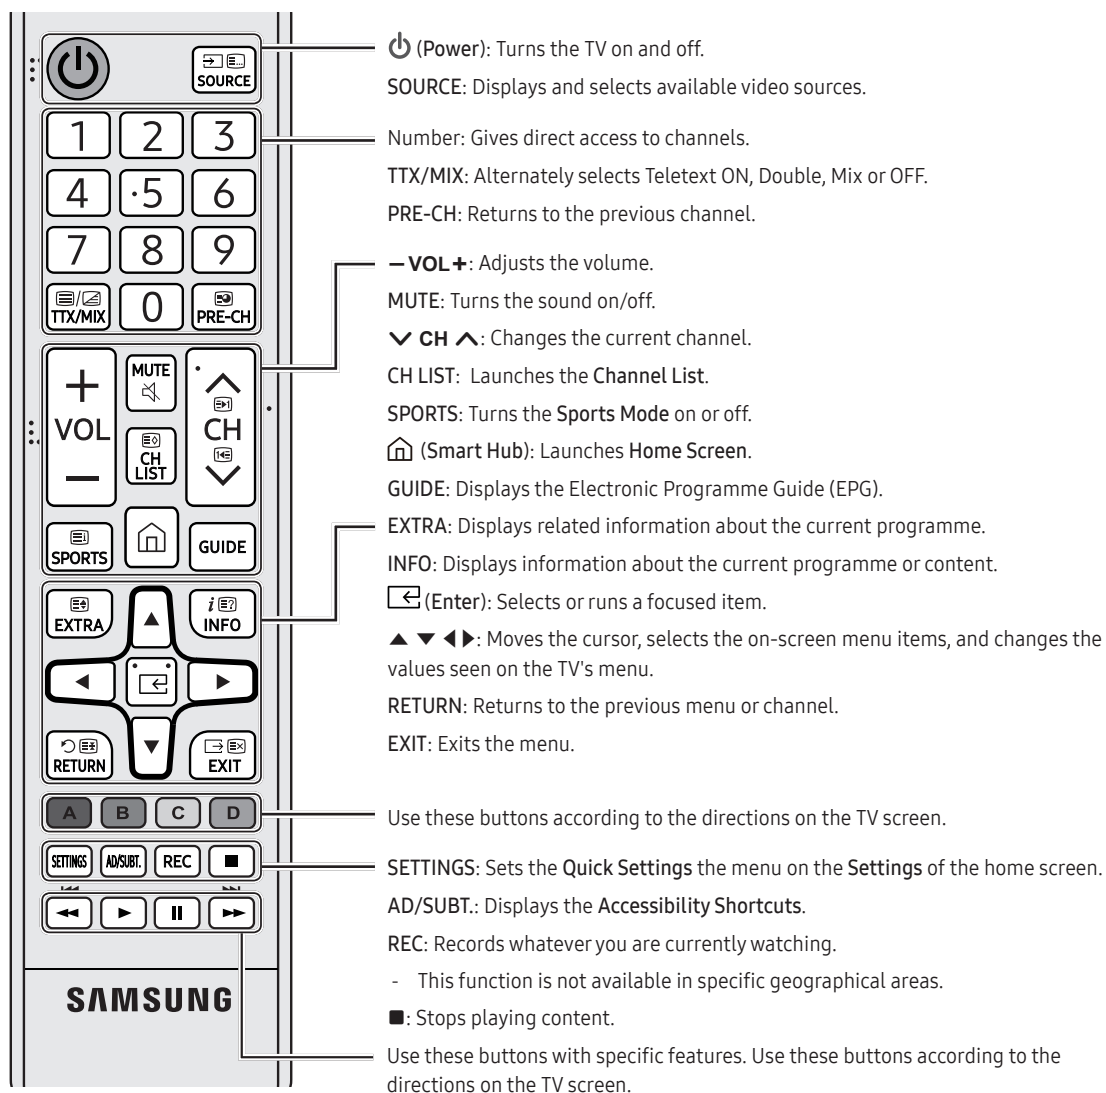 SOURCE
1 2 3
4 ·5 6
7 8 9
TTX/MIX 0 PRE-CH
+ MUTE
VOL CH
CH LIST
SPORTS GUIDE
EXTRA INFO
RETURN EXIT
A B C D
SETTINGS AD/SUBT. REC
SAMSUNG
(Power): Turns the TV on and off.
SOURCE: Displays and selects available video sources.
Number: Gives direct access to channels.
TTX/MIX: Alternately selects Teletext ON, Double, Mix or OFF.
PRE-CH: Returns to the previous channel.
– VOL +: Adjusts the volume.
MUTE: Turns the sound on/off.
CH : Changes the current channel.
CH LIST: Launches the Channel List.
SPORTS: Turns the Sports Mode on or off.
(Smart Hub): Launches Home Screen.
GUIDE: Displays the Electronic Programme Guide (EPG).
EXTRA: Displays related information about the current programme.
INFO: Displays information about the current programme or content.
(Enter): Selects or runs a focused item.
▲ ▼ ◀ ▶: Moves the cursor, selects the on-screen menu items, and changes the
values seen on the TV's menu.
RETURN: Returns to the previous menu or channel.
EXIT: Exits the menu.
Use these buttons according to the directions on the TV screen.
SETTINGS: Sets the Quick Settings the menu on the Settings of the home screen.
AD/SUBT.: Displays the Accessibility Shortcuts.
REC: Records whatever you are currently watching.
- This function is not available in specific geographical areas.
■: Stops playing content.
Use these buttons with specific features. Use these buttons according to the
directions on the TV screen.